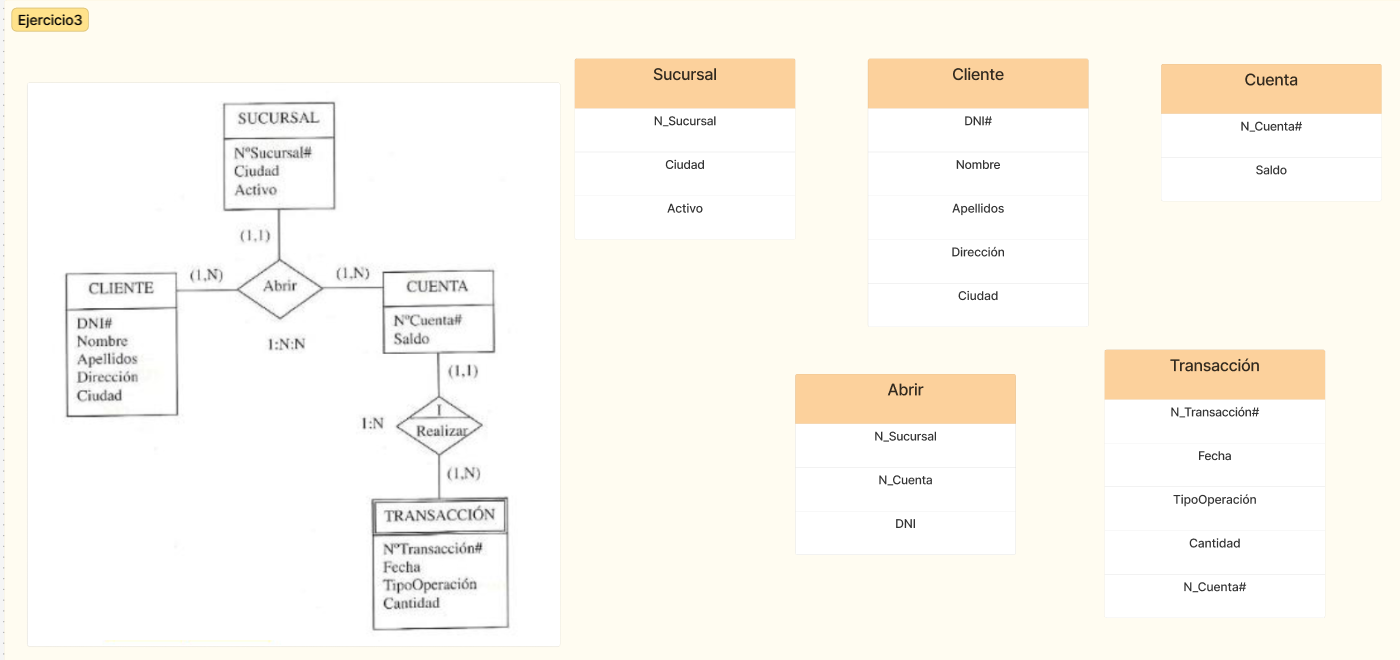 Ejercicio3
SUCURSAL
NºSucursal#
Ciudad
Activo
(1,1)
CLIENTE
DNI#
Nombre
Apellidos
Dirección
Ciudad
(1,N)
Abrir
(1,N)
1:N:N
CUENTA
NºCuenta#
Saldo
(1,1)
1:N
I
Realizar
(1,N)
TRANSACCIÓN
NºTransacción#
Fecha
TipoOperación
Cantidad
Sucursal
N_Sucursal
Ciudad
Activo
Cliente
DNI#
Nombre
Apellidos
Dirección
Ciudad
Cuenta
N_Cuenta#
Saldo
Abrir
N_Sucursal
N_Cuenta
DNI
Transacción
N_Transacción#
Fecha
TipoOperación
Cantidad
N_Cuenta#